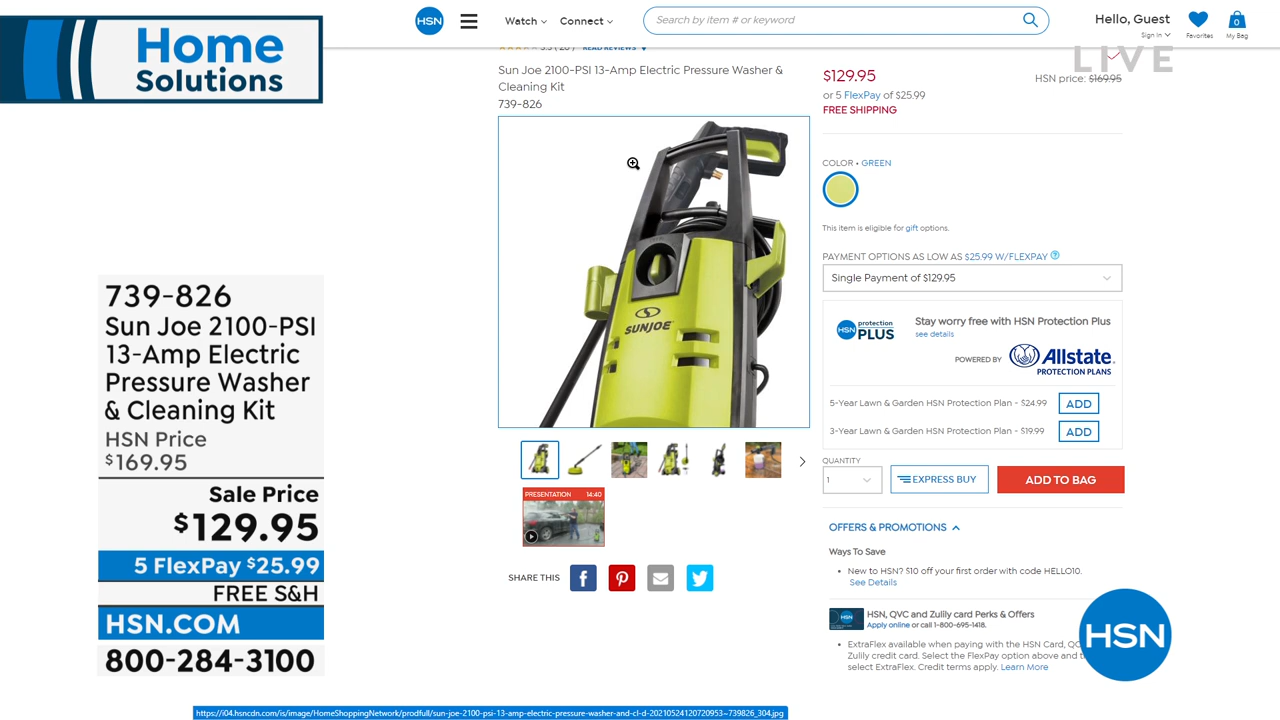 Home
Solutions
HSN
Watch
Connect
Search by item # or keyword
Hello, Guest
Sign in
Favorites
0
My Bag
LIVE
READ REVIEWS
Sun Joe 2100-PSI 13-Amp Electric Pressure Washer &
Cleaning Kit
739-826
$129.95
HSN price: $169.95
or 5 FlexPay of $25.99
FREE SHIPPING
COLOR • GREEN
This item is eligible for gift options.
PAYMENT OPTIONS AS LOW AS $25.99 W/FLEXPAY ?
Single Payment of $129.95
HSN protection PLUS
Stay worry free with HSN Protection Plus
see details
POWERED BY Allstate.
PROTECTION PLANS
5-Year Lawn & Garden HSN Protection Plan - $24.99 ADD
3-Year Lawn & Garden HSN Protection Plan - $19.99 ADD
QUANTITY
1
EXPRESS BUY
ADD TO BAG
OFFERS & PROMOTIONS
Ways To Save
• New to HSN? $10 off your first order with code HELLO10.
See Details
HSN, QVC and Zulily card Perks & Offers
Apply online or call 1-800-695-1418.
• ExtraFlex available when paying with the HSN Card,
Zulily credit card. Select the FlexPay option above and
select ExtraFlex. Credit terms apply. Learn More
HSN
SUNJOE
PRESENTATION 14:40
SHARE THIS
739-826
Sun Joe 2100-PSI
13-Amp Electric
Pressure Washer
& Cleaning Kit
HSN Price
$169.95
Sale Price
$129.95
5 FlexPay $25.99
FREE S&H
HSN.COM
800-284-3100
https://i04.hsncdn.com/is/image/HomeShoppingNetwork/prodfull/sun-joe-2100-psi-13-amp-electric-pressure-washer-and-cl-d-20210524120720953~739826_304.jpg